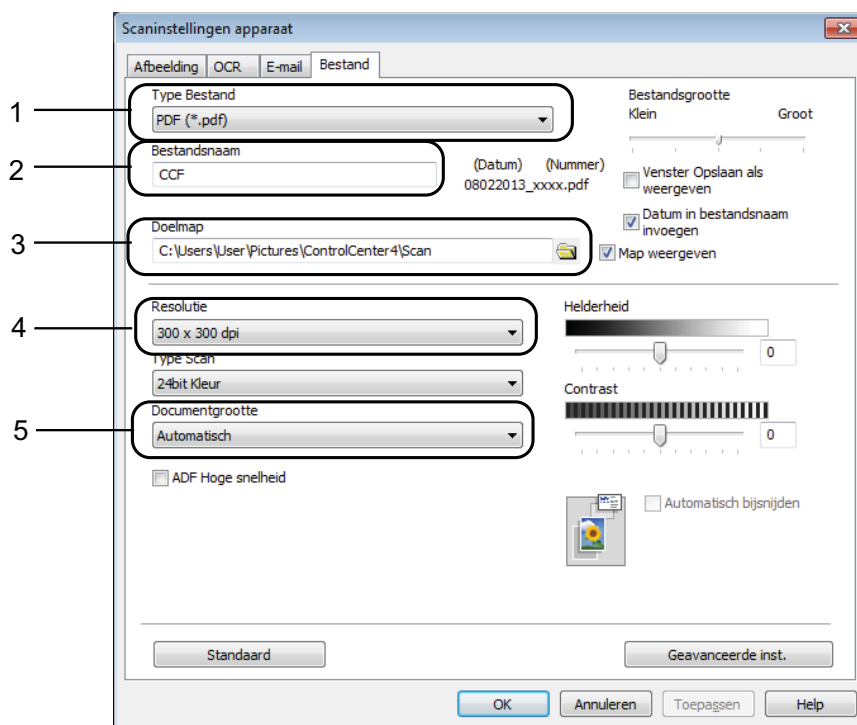 Scaninstellingen apparaat
Afbeelding OCR E-mail Bestand
1
Type Bestand
PDF (*.pdf)
Bestandsgrootte
Klein Groot
2
Bestandsnaam
CCF
(Datum) (Nummer)
08022013_xxxx.pdf
Venster Opslaan als
weergeven
Datum in bestandsnaam
invoegen
3
Doelmap
C:\Users\User\Pictures\ControlCenter4\Scan
Map weergeven
4
Resolutie
300 x 300 dpi
Helderheid
0
Type Scan
24bit Kleur
Contrast
0
5
Documentgrootte
Automatisch
ADF Hoge snelheid
Automatisch bijsnijden
Standaard
Geavanceerde inst.
OK Annuleren Toepassen Help